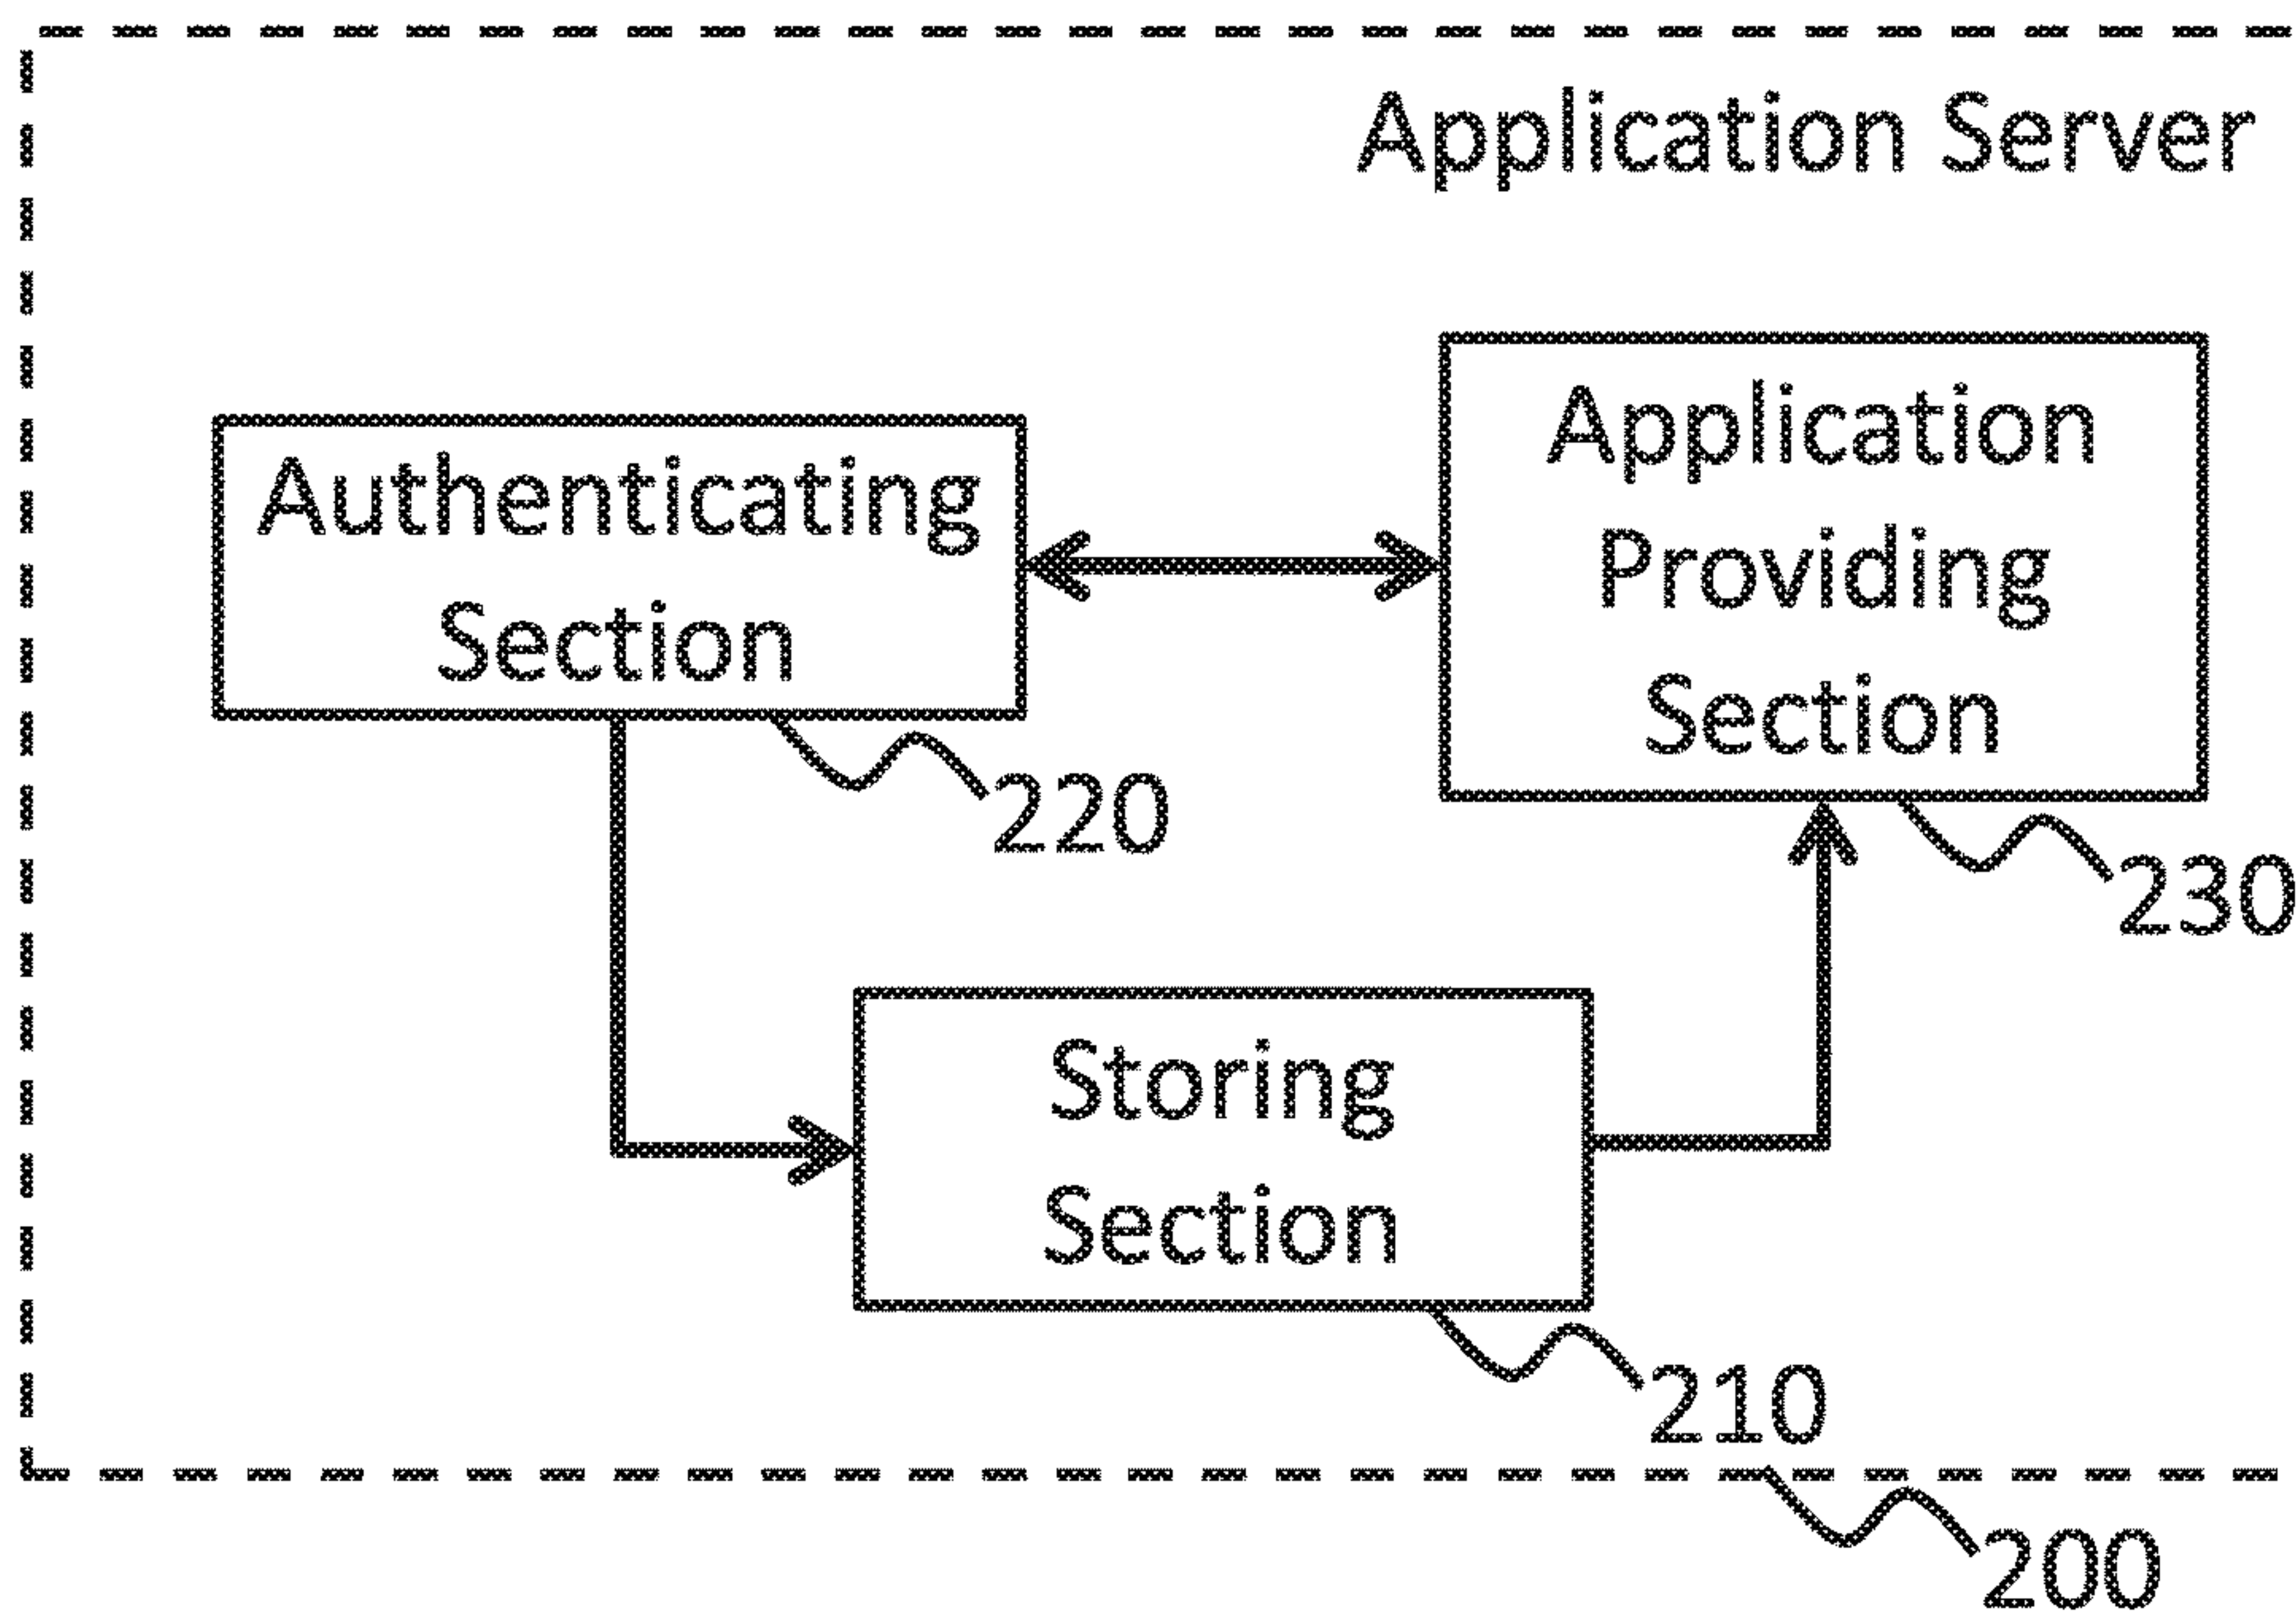 Application Server
Authenticating
Section
220
Application
Providing
Section
230
Storing
Section
210
200